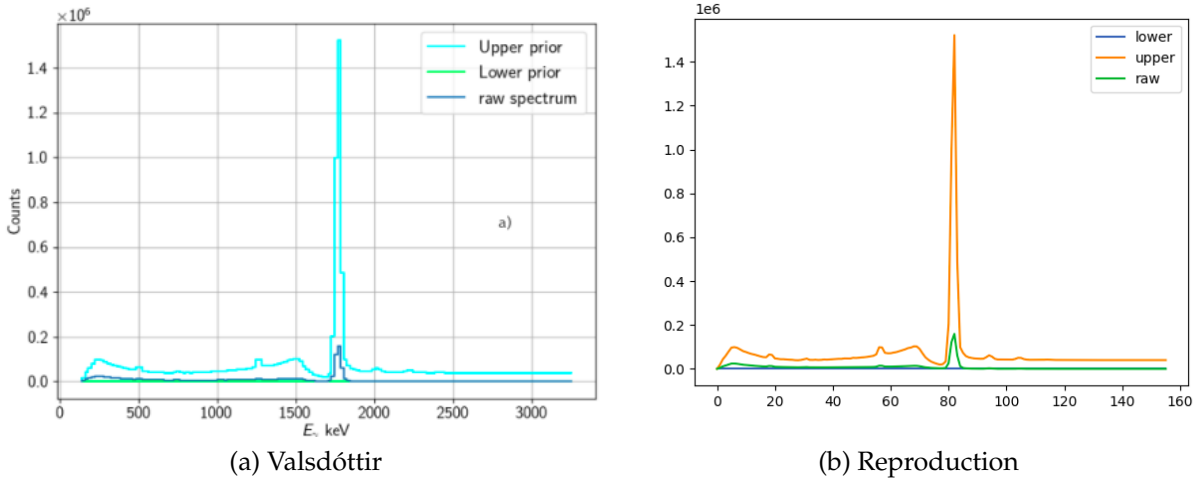 ×10⁶
1.4
1.2
1.0
0.8
0.6
0.4
0.2
0.0
Counts
Upper prior
Lower prior
raw spectrum
a)
0 500 1000 1500 2000 2500 3000
Eγ keV
(a) Valsdóttir
1e6
1.4
1.2
1.0
0.8
0.6
0.4
0.2
0.0
lower
upper
raw
0 20 40 60 80 100 120 140 160
(b) Reproduction